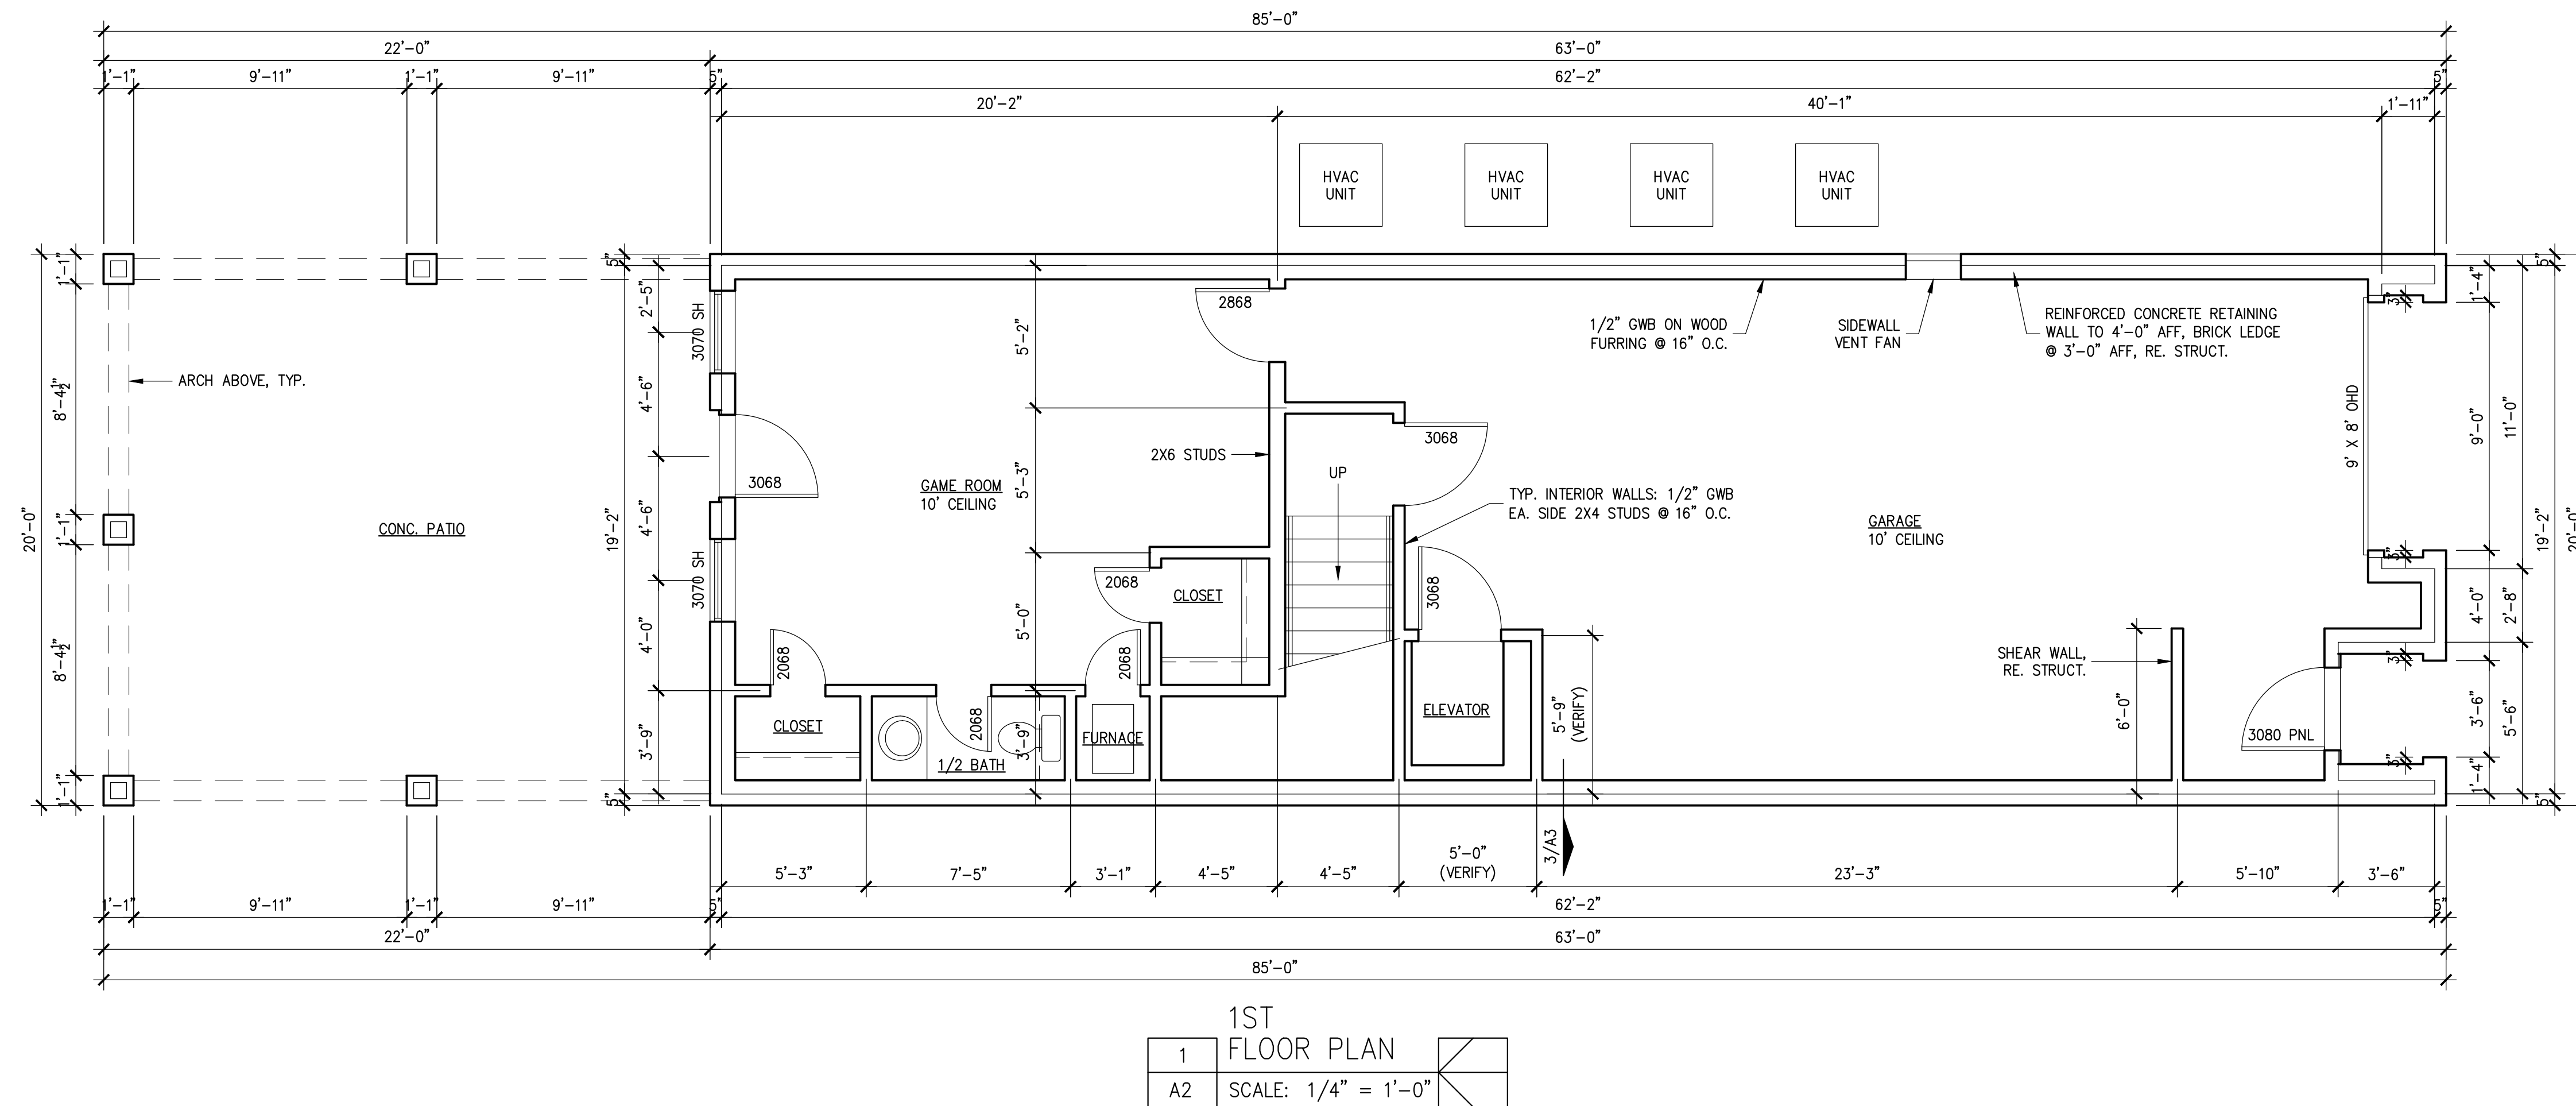 85'-0"
22'-0"
63'-0"
1'-1"
9'-11"
1'-1"
9'-11"
5"
62'-2"
5"
20'-2"
40'-1"
1'-11"
HVAC
UNIT
HVAC
UNIT
HVAC
UNIT
HVAC
UNIT
20'-0"
1'-1"
8'-4½"
1'-1"
8'-4½"
1'-1"
ARCH ABOVE, TYP.
CONC. PATIO
5"
19'-2"
5"
2'-5"
4'-6"
4'-6"
4'-0"
3'-9"
3070 SH
3068
3070 SH
GAME ROOM
10' CEILING
5'-2"
5'-3"
5'-0"
3'-9"
2868
2X6 STUDS
UP
3068
TYP. INTERIOR WALLS: 1/2" GWB
EA. SIDE 2X4 STUDS @ 16" O.C.
1/2" GWB ON WOOD
FURRING @ 16" O.C.
SIDEWALL
VENT FAN
REINFORCED CONCRETE RETAINING
WALL TO 4'-0" AFF, BRICK LEDGE
@ 3'-0" AFF, RE. STRUCT.
GARAGE
10' CEILING
9' X 8' OHD
2068
CLOSET
2068
2068
2068
CLOSET
1/2 BATH
FURNACE
3068
ELEVATOR
5'-9"
(VERIFY)
SHEAR WALL,
RE. STRUCT.
6'-0"
3080 PNL
3"
3"
3"
3"
1'-4"
9'-0"
4'-0"
3'-6"
1'-4"
11'-0"
2'-8"
5'-6"
5"
19'-2"
5"
20'-0"
3/A3
5'-3"
7'-5"
3'-1"
4'-5"
4'-5"
5'-0"
(VERIFY)
23'-3"
5'-10"
3'-6"
1'-1"
9'-11"
1'-1"
9'-11"
5"
62'-2"
5"
22'-0"
63'-0"
85'-0"
1ST
1 FLOOR PLAN
A2 SCALE: 1/4" = 1'-0"